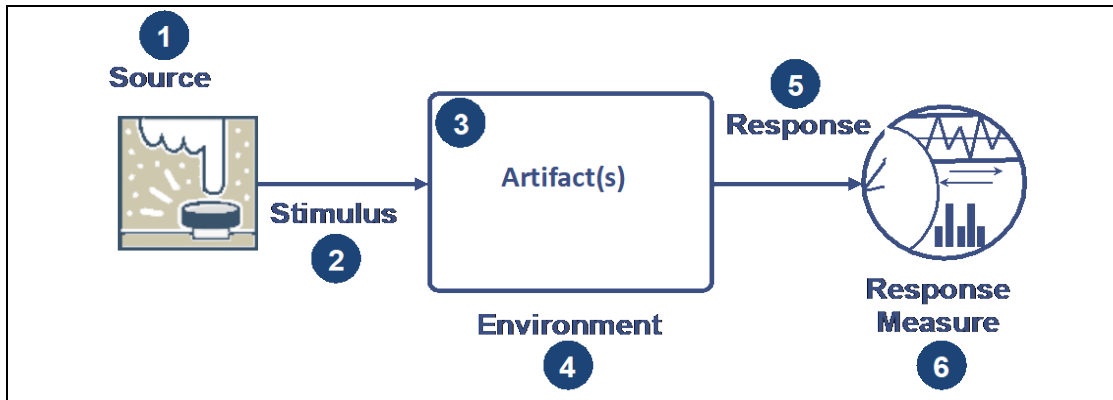 1
Source
Stimulus
2
3
Artifact(s)
Environment
4
5
Response
Response
Measure
6